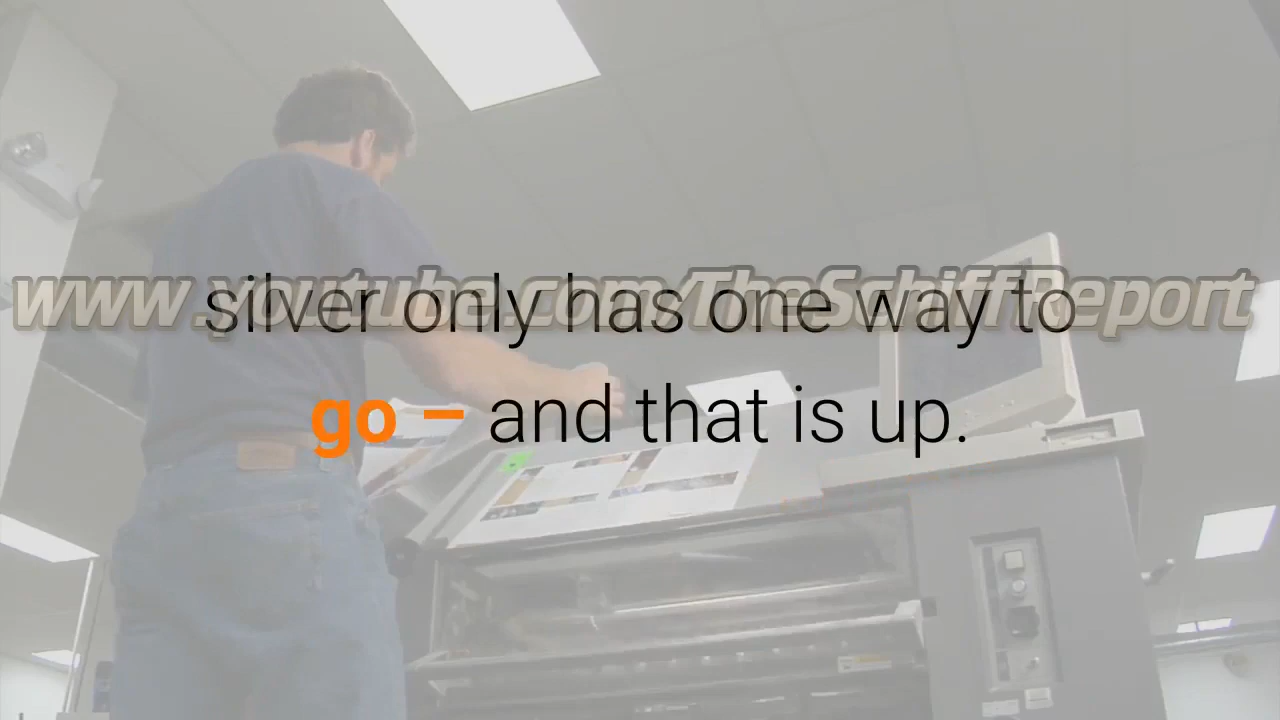 www.youtube.com/TheSchiffReport
silver only has one way to
go – and that is up.